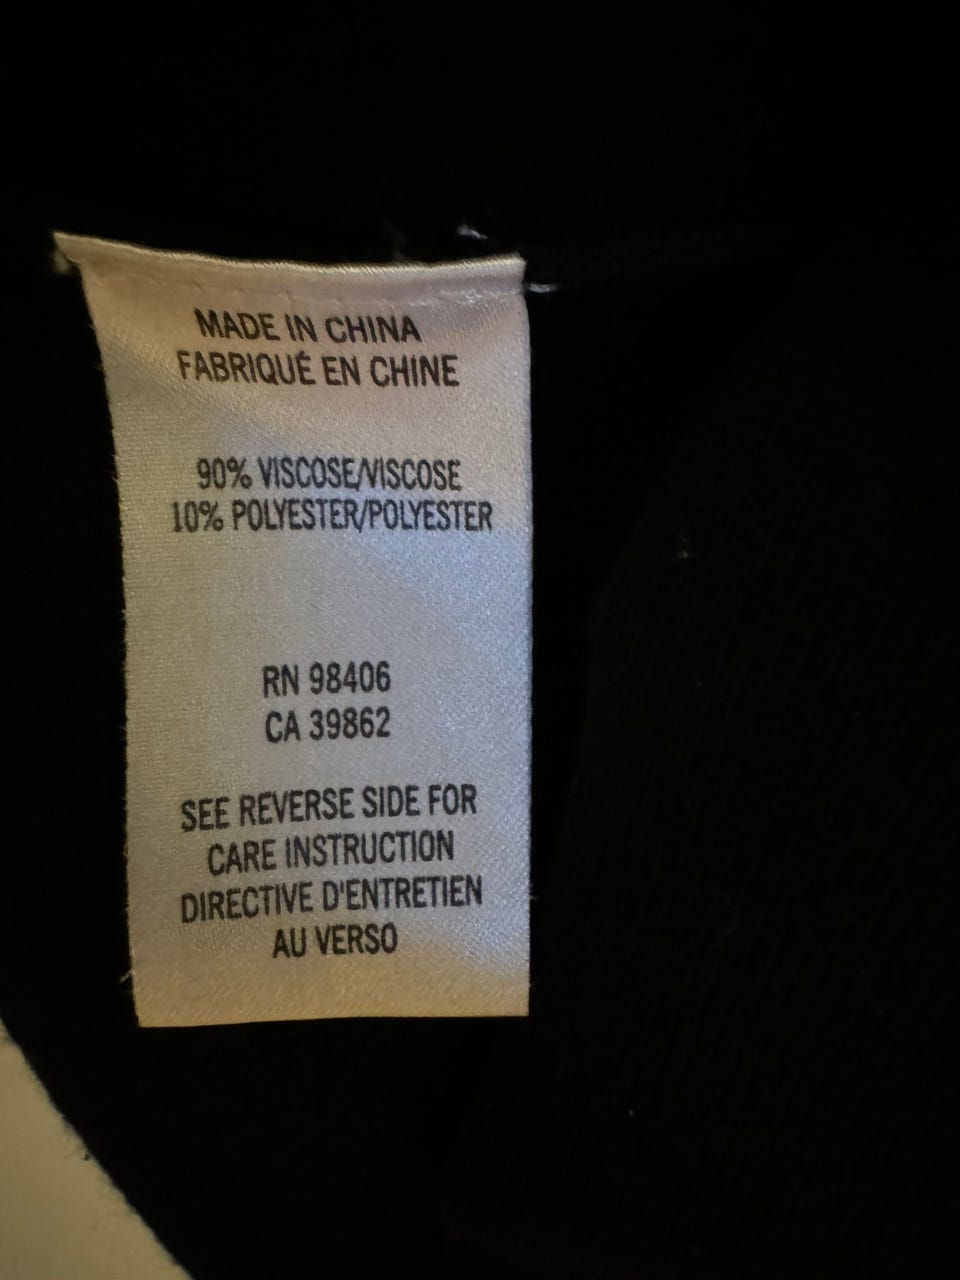 MADE IN CHINA
FABRIQUÉ EN CHINE
90% VISCOSE/VISCOSE
10% POLYESTER/POLYESTER
RN 98406
CA 39862
SEE REVERSE SIDE FOR
CARE INSTRUCTION
DIRECTIVE D'ENTRETIEN
AU VERSO